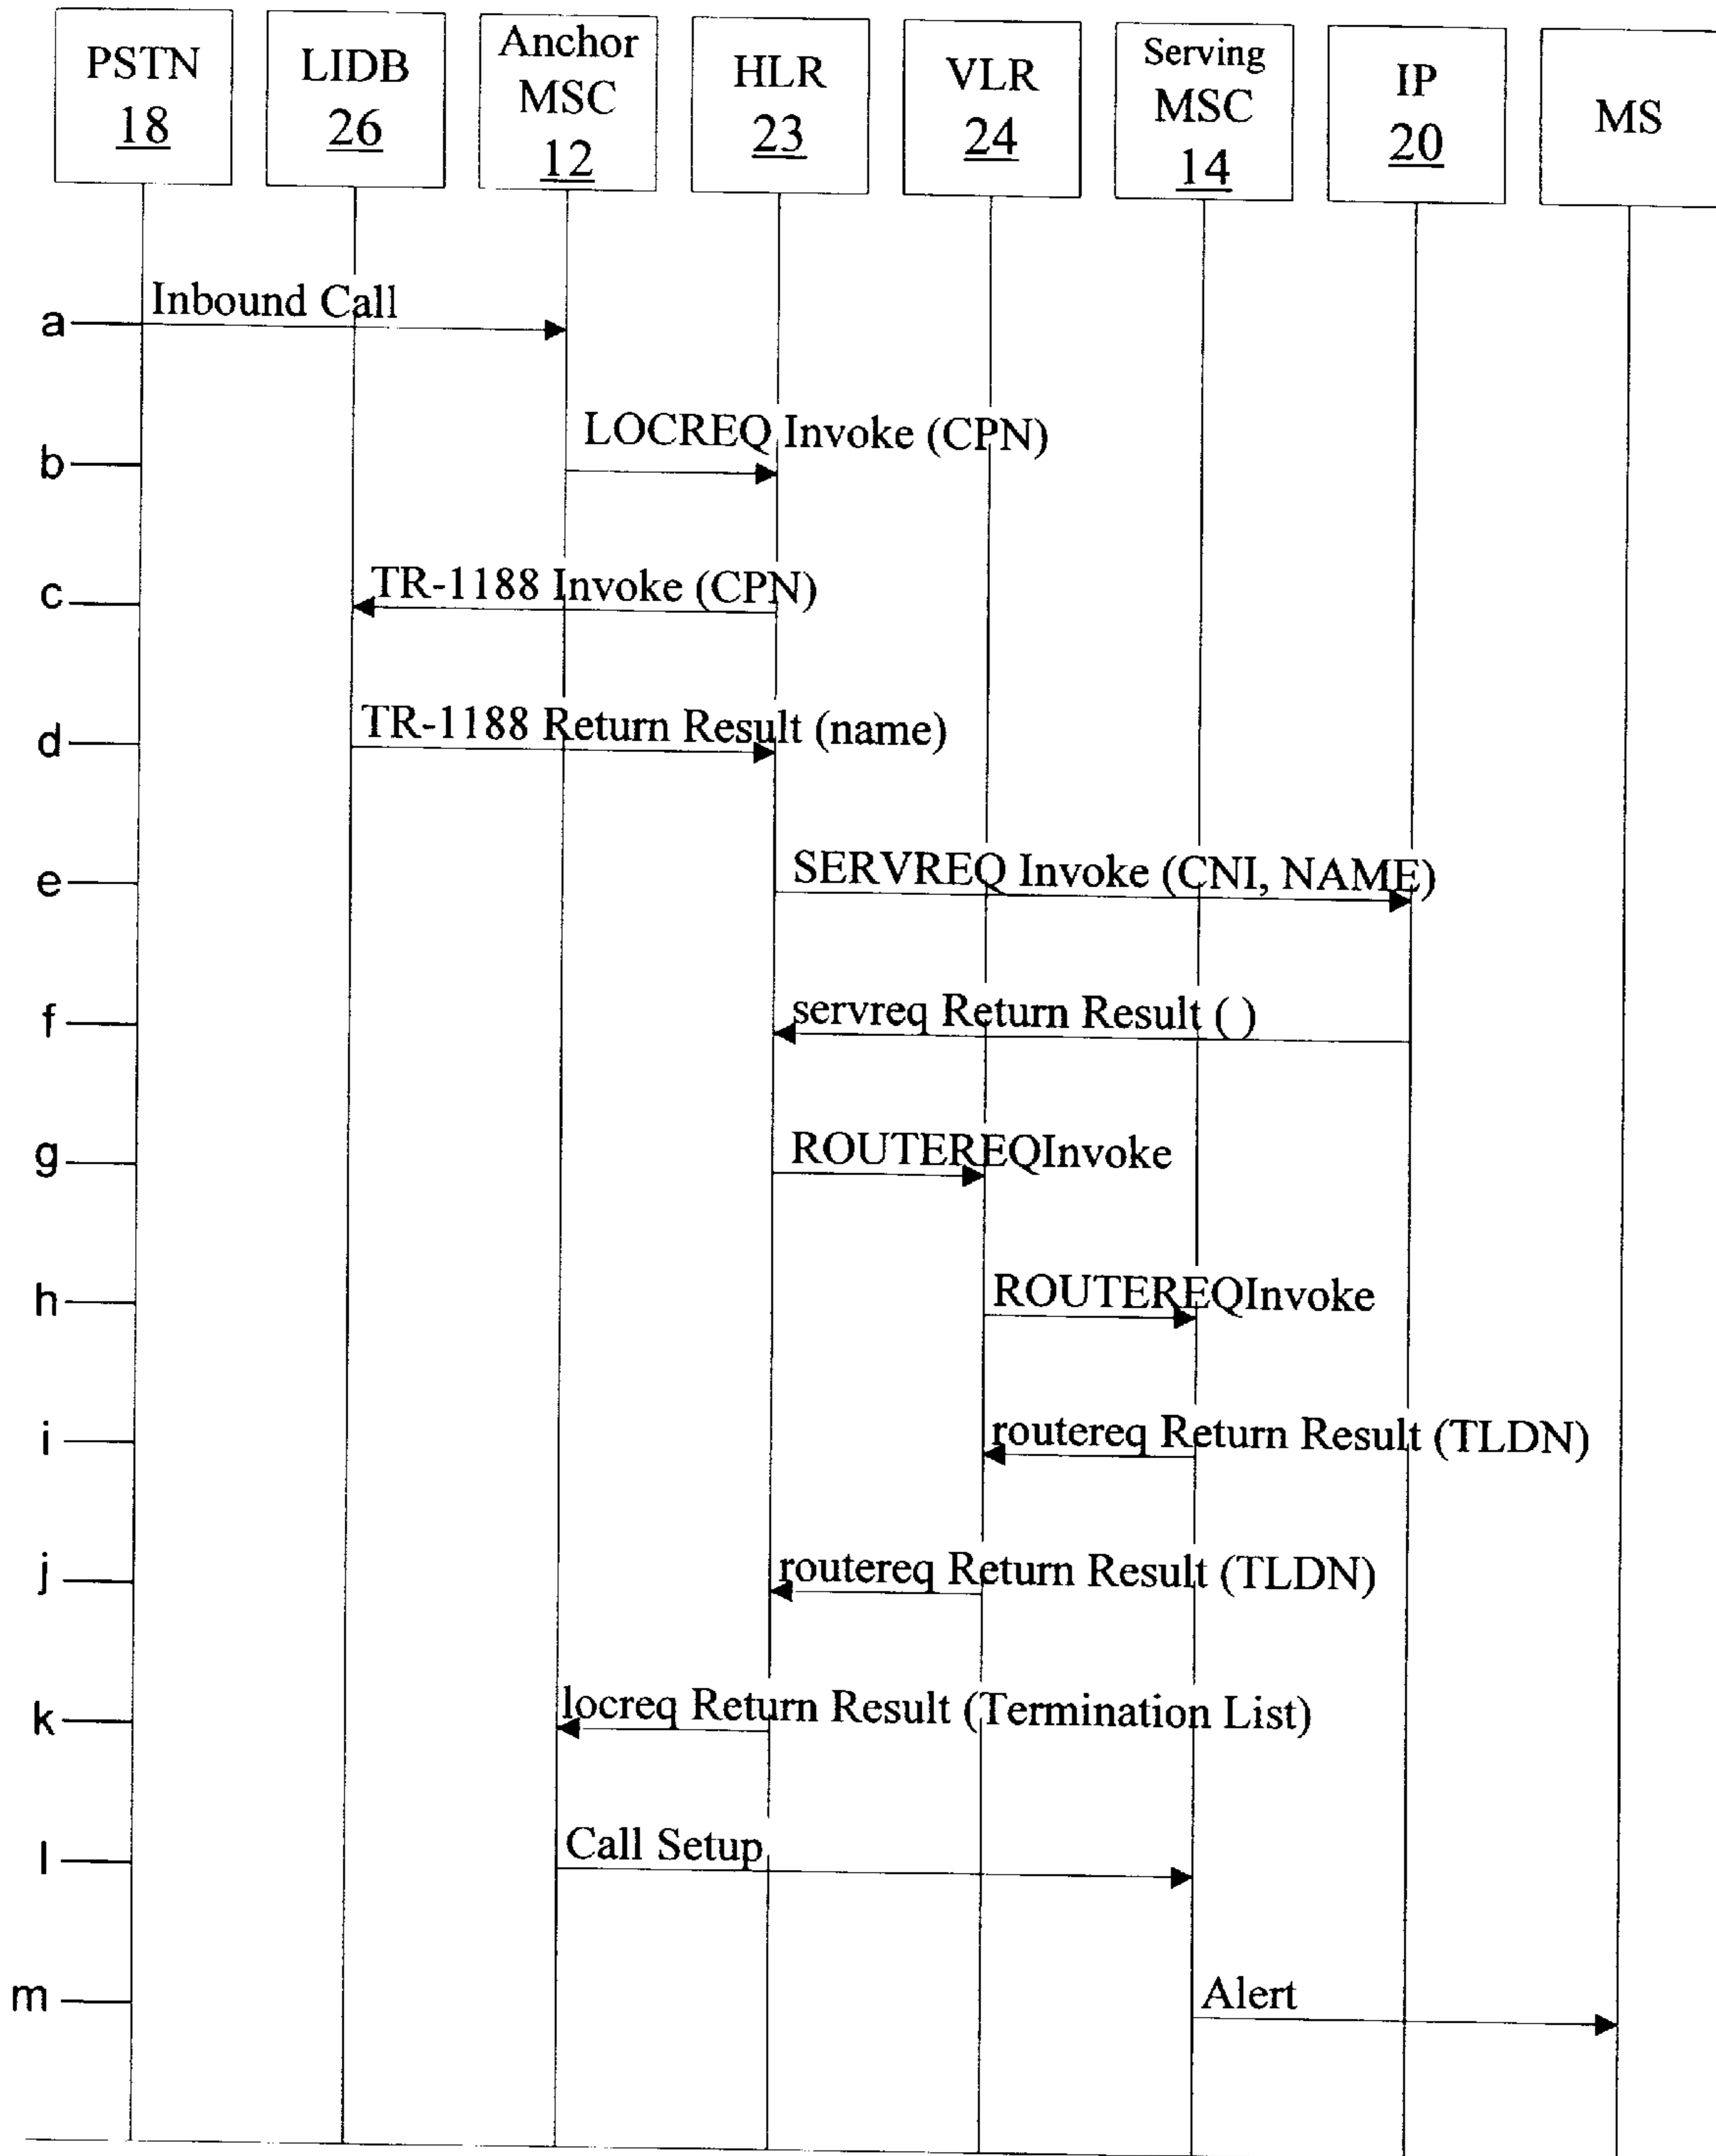 PSTN
18
LIDB
26
Anchor
MSC
12
HLR
23
VLR
24
Serving
MSC
14
IP
20
MS
a
Inbound Call
b
LOCREQ Invoke (CPN)
c
TR-1188 Invoke (CPN)
d
TR-1188 Return Result (name)
e
SERVREQ Invoke (CNI, NAME)
f
servreq Return Result ( )
g
ROUTEREQInvoke
h
ROUTEREQInvoke
i
routereq Return Result (TLDN)
j
routereq Return Result (TLDN)
k
locreq Return Result (Termination List)
l
Call Setup
m
Alert